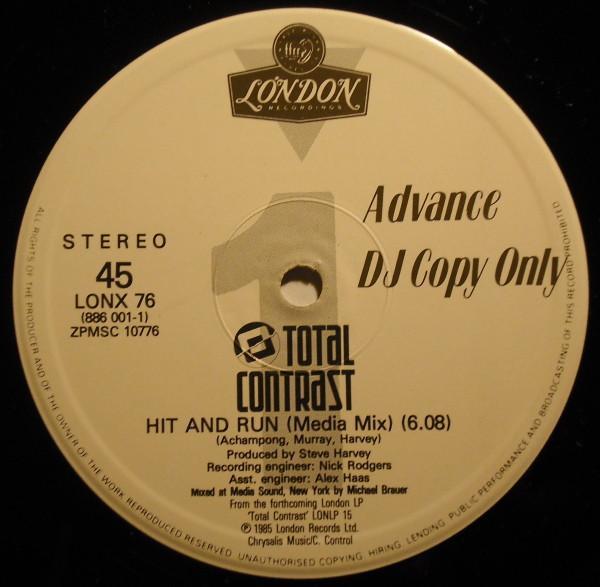 LONDON
RECORDINGS
1
Advance
DJ Copy Only
STEREO
45
LONX 76
(886 001-1)
ZPMSC 10776
TOTAL
CONTRAST
HIT AND RUN (Media Mix) (6.08)
(Achampong, Murray, Harvey)
Produced by Steve Harvey
Recording engineer: Nick Rodgers
Asst. engineer: Alex Haas
Mixed at Media Sound, New York by Michael Brauer
From the forthcoming London LP
'Total Contrast' LONLP 15
℗ 1985 London Records Ltd.
Chrysalis Music/C. Control
ALL RIGHTS OF THE PRODUCER AND OF THE OWNER OF THE WORK REPRODUCED RESERVED. UNAUTHORISED COPYING, HIRING, LENDING, PUBLIC PERFORMANCE AND BROADCASTING OF THIS RECORD PROHIBITED